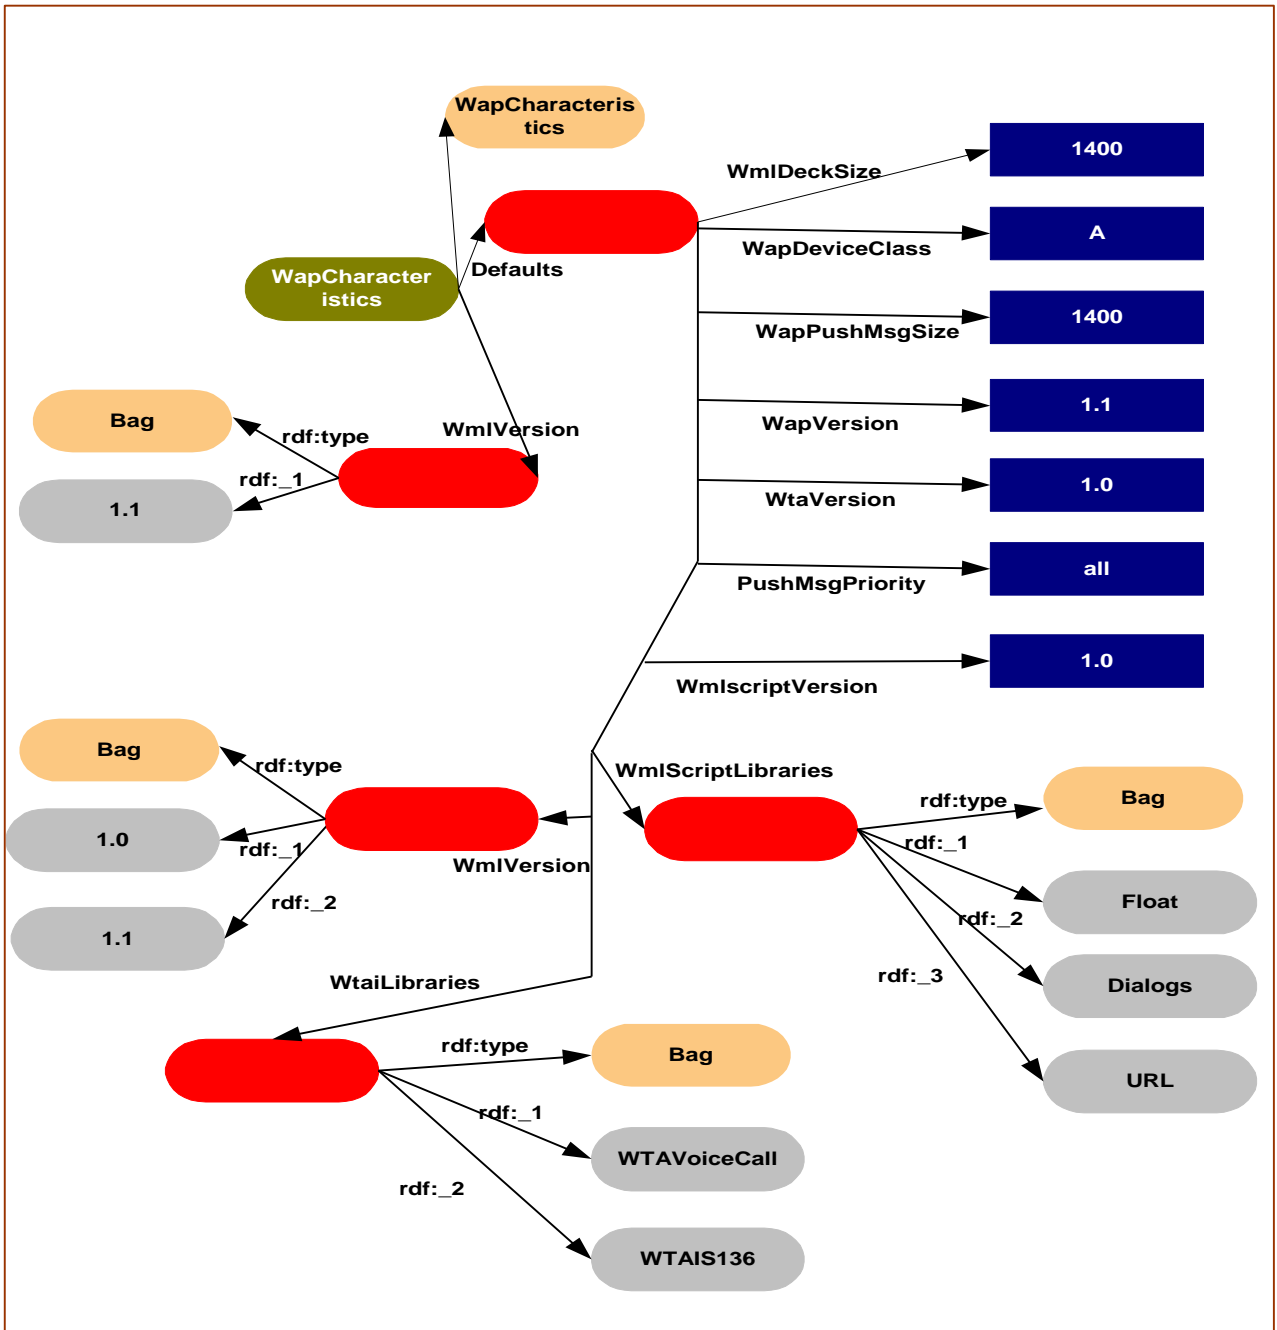 WapCharacteris
tics
WmlDeckSize
1400
WapDeviceClass
A
Defaults
WapCharacter
istics
WapPushMsgSize
1400
WapVersion
1.1
Bag
rdf:type
WmlVersion
rdf:_1
1.1
WtaVersion
1.0
PushMsgPriority
all
WmlscriptVersion
1.0
Bag
rdf:type
WmlScriptLibraries
1.0
rdf:_1
WmlVersion
rdf:_2
1.1
rdf:type
Bag
rdf:_1
Float
rdf:_2
Dialogs
rdf:_3
URL
WtaiLibraries
rdf:type
Bag
rdf:_1
WTAVoiceCall
rdf:_2
WTAIS136